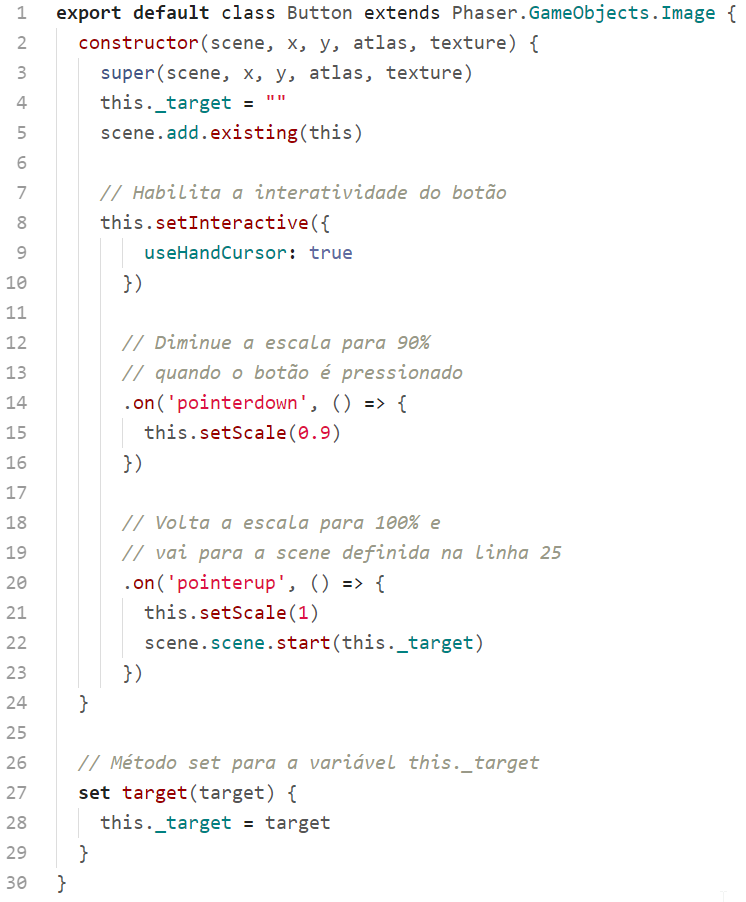 1 export default class Button extends Phaser.GameObjects.Image {
2 constructor(scene, x, y, atlas, texture) {
3 super(scene, x, y, atlas, texture)
4 this._target = ""
5 scene.add.existing(this)
6
7 // Habilita a interatividade do botão
8 this.setInteractive({
9 useHandCursor: true
10 })
11
12 // Diminue a escala para 90%
13 // quando o botão é pressionado
14 .on('pointerdown', () => {
15 this.setScale(0.9)
16 })
17
18 // Volta a escala para 100% e
19 // vai para a scene definida na linha 25
20 .on('pointerup', () => {
21 this.setScale(1)
22 scene.scene.start(this._target)
23 })
24 }
25
26 // Método set para a variável this._target
27 set target(target) {
28 this._target = target
29 }
30 }